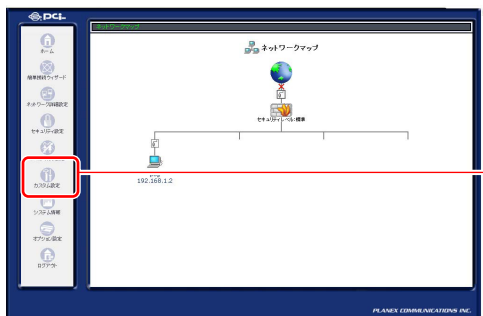 PCi
ネットワークマップ
ホーム
簡単接続ウィザード
ネットワーク詳細設定
セキュリティ設定
カスタム設定
システム情報
オプション設定
ログアウト
ネットワークマップ
セキュリティレベル:標準
192.168.1.2
PLANEX COMMUNICATIONS INC.